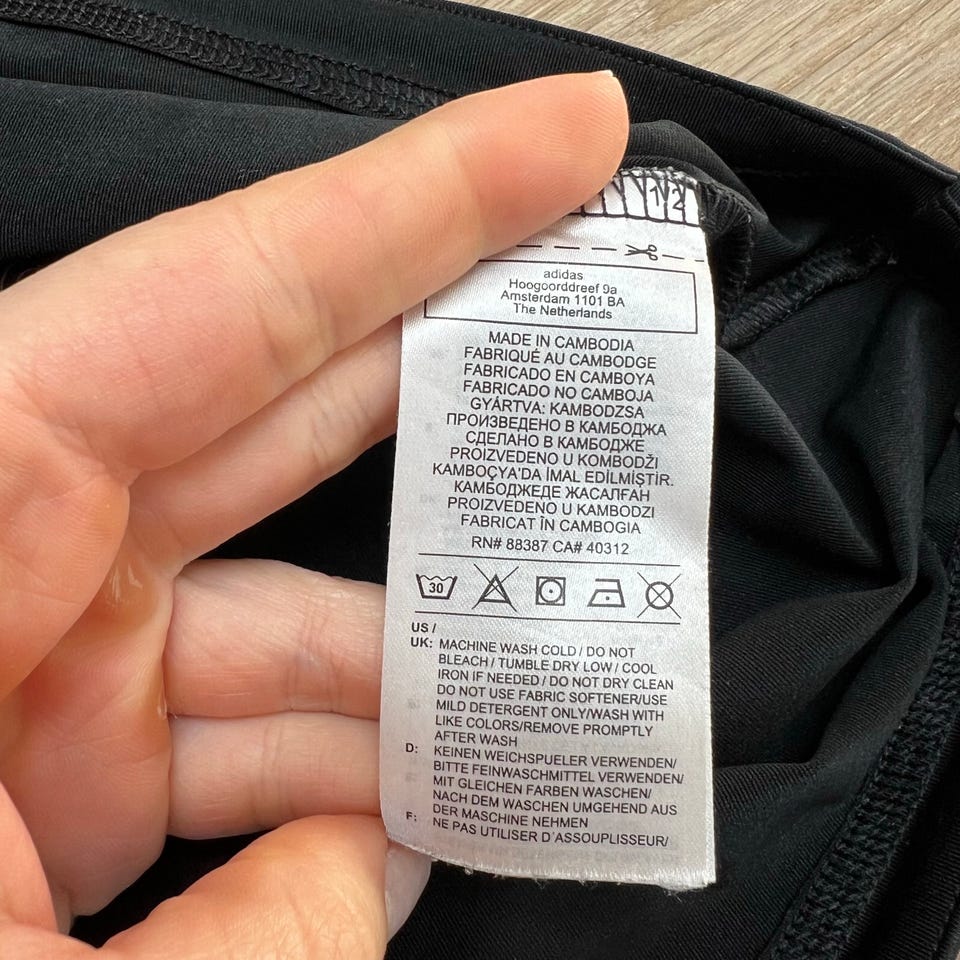 1 2
adidas
Hoogoorddreef 9a
Amsterdam 1101 BA
The Netherlands
MADE IN CAMBODIA
FABRIQUÉ AU CAMBODGE
FABRICADO EN CAMBOYA
FABRICADO NO CAMBOJA
GYÁRTVA: KAMBODZSA
ПРОИЗВЕДЕНО В КАМБОДЖА
СДЕЛАНО В КАМБОДЖЕ
PROIZVEDENO U KOMBODŽI
KAMBOÇYA'DA İMAL EDİLMİŞTİR.
КАМБОДЖЕДЕ ЖАСАЛҒАН
PROIZVEDENO U KAMBODZI
FABRICAT ÎN CAMBOGIA
RN# 88387 CA# 40312
30
US /
UK: MACHINE WASH COLD / DO NOT
BLEACH / TUMBLE DRY LOW / COOL
IRON IF NEEDED / DO NOT DRY CLEAN
DO NOT USE FABRIC SOFTENER/USE
MILD DETERGENT ONLY/WASH WITH
LIKE COLORS/REMOVE PROMPTLY
AFTER WASH
D: KEINEN WEICHSPUELER VERWENDEN/
BITTE FEINWASCHMITTEL VERWENDEN/
MIT GLEICHEN FARBEN WASCHEN/
NACH DEM WASCHEN UMGEHEND AUS
DER MASCHINE NEHMEN
F: NE PAS UTILISER D'ASSOUPLISSEUR/